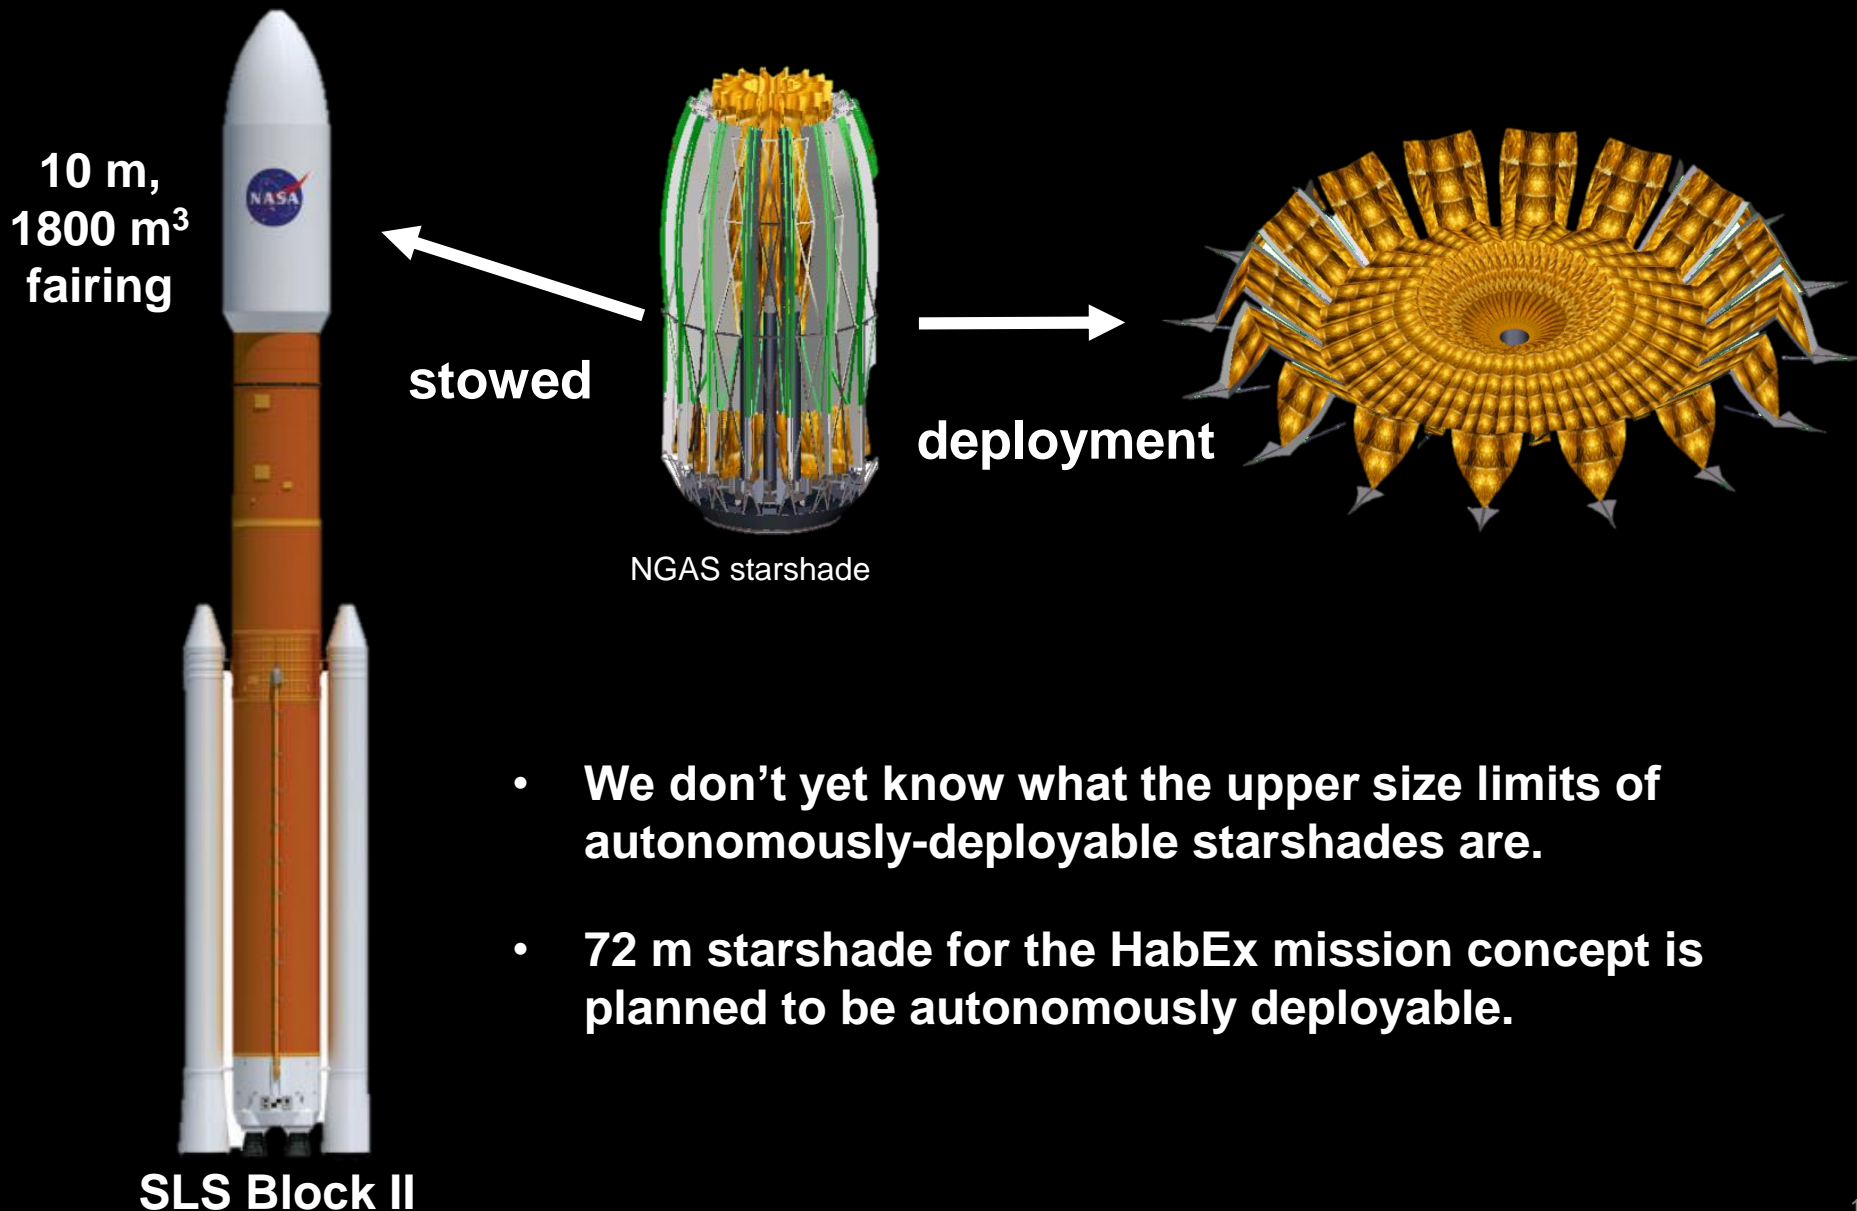 10 m,
1800 m³
fairing
NASA
stowed
deployment
NGAS starshade
• We don’t yet know what the upper size limits of
autonomously-deployable starshades are.
• 72 m starshade for the HabEx mission concept is
planned to be autonomously deployable.
SLS Block II